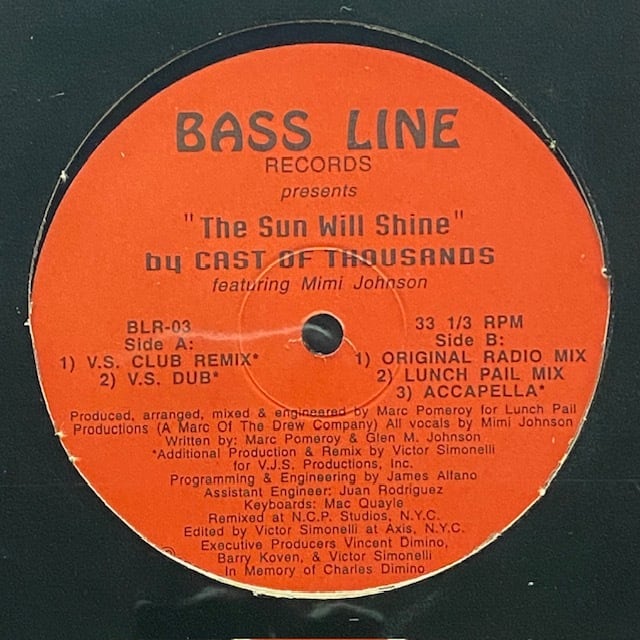 BASS LINE
RECORDS
presents
"The Sun Will Shine"
by CAST OF THOUSANDS
featuring Mimi Johnson
BLR-03
Side A:
1) V.S. CLUB REMIX*
2) V.S. DUB*
33 1/3 RPM
Side B:
1) ORIGINAL RADIO MIX
2) LUNCH PAIL MIX
3) ACCAPELLA*
Produced, arranged, mixed & engineered by Marc Pomeroy for Lunch Pail
Productions (A Marc Of The Drew Company) All vocals by Mimi Johnson
Written by: Marc Pomeroy & Glen M. Johnson
*Additional Production & Remix by Victor Simonelli
for V.J.S. Productions, Inc.
Programming & Engineering by James Alfano
Assistant Engineer: Juan Rodriguez
Keyboards: Mac Quayle
Remixed at N.C.P. Studios, N.Y.C.
Edited by Victor Simonelli at Axis, N.Y.C.
Executive Producers Vincent Dimino,
Barry Koven, & Victor Simonelli
In Memory of Charles Dimino